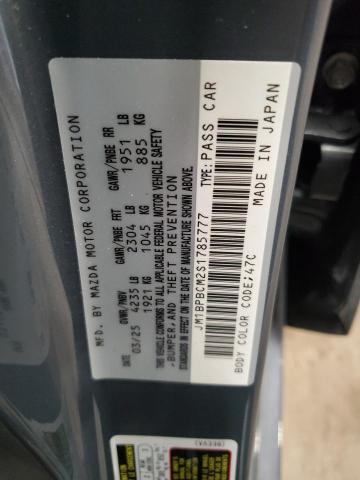 MFD. BY MAZDA MOTOR CORPORATION
03/25 GVWR/PNBV GAWR/PNBE FRT GAWR/PNBE RR
4235 LB 2304 LB 1951 LB
1921 KG 1045 KG 885 KG
THIS VEHICLE CONFORMS TO ALL APPLICABLE FEDERAL MOTOR VEHICLE SAFETY
,BUMPER,AND THEFT PREVENTION
STANDARDS IN EFFECT ON THE DATE OF MANUFACTURE SHOWN ABOVE.
JM1BPBCM2S1785777 TYPE: PASS CAR
BODY COLOR CODE:47C MADE IN JAPAN